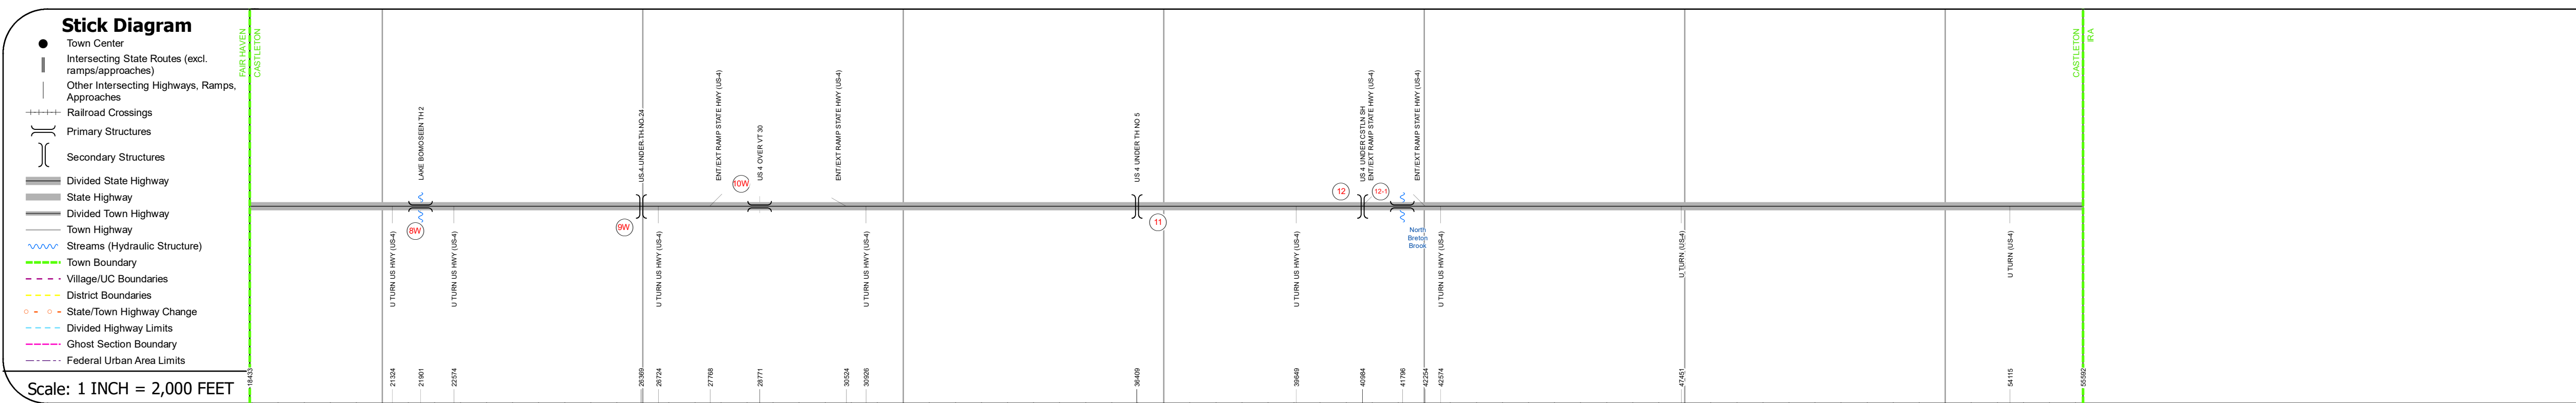 Stick Diagram
Town Center
Intersecting State Routes (excl.
ramps/approaches)
Other Intersecting Highways, Ramps,
Approaches
Railroad Crossings
Primary Structures
Secondary Structures
Divided State Highway
State Highway
Divided Town Highway
Town Highway
Streams (Hydraulic Structure)
Town Boundary
Village/UC Boundaries
District Boundaries
State/Town Highway Change
Divided Highway Limits
Ghost Section Boundary
Federal Urban Area Limits
Scale: 1 INCH = 2,000 FEET
FAIR HAVEN
CASTLETON
LAKE BOMOSEEN TH 2
US 4 UNDER TH NO 24
ENT/EXT RAMP STATE HWY (US-4)
US 4 OVER VT 30
ENT/EXT RAMP STATE HWY (US-4)
US 4 UNDER TH NO 5
US 4 UNDER CSTLN SH
ENT/EXT RAMP STATE HWY (US-4)
ENT/EXT RAMP STATE HWY (US-4)
CASTLETON
IRA
8W
9W
10W
11
12
12-1
North
Breton
Brook
U TURN US HWY (US-4)
U TURN US HWY (US-4)
U TURN US HWY (US-4)
U TURN US HWY (US-4)
U TURN US HWY (US-4)
U TURN US HWY (US-4)
U TURN (US-4)
U TURN (US-4)
18433
21324
21901
22574
26369
26724
27768
28771
30524
30926
36409
39649
40984
41796
42254
42574
47451
54115
55592